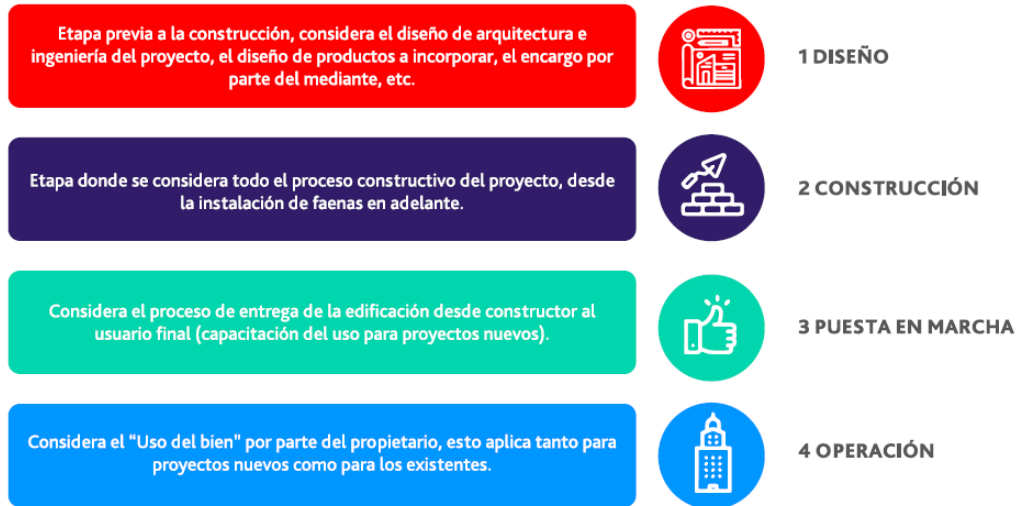 Etapa previa a la construcción, considera el diseño de arquitectura e
ingeniería del proyecto, el diseño de productos a incorporar, el encargo por
parte del mediante, etc.
1 DISEÑO
Etapa donde se considera todo el proceso constructivo del proyecto, desde
la instalación de faenas en adelante.
2 CONSTRUCCIÓN
Considera el proceso de entrega de la edificación desde constructor al
usuario final (capacitación del uso para proyectos nuevos).
3 PUESTA EN MARCHA
Considera el “Uso del bien" por parte del propietario, esto aplica tanto para
proyectos nuevos como para los existentes.
4 OPERACIÓN